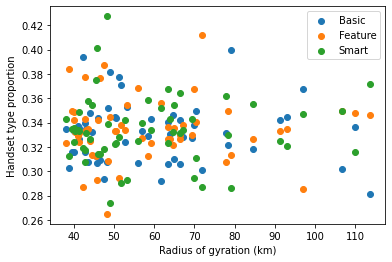 0.42
0.40
0.38
0.36
0.34
0.32
0.30
0.28
0.26
Handset type proportion
Basic
Feature
Smart
40 50 60 70 80 90 100 110
Radius of gyration (km)